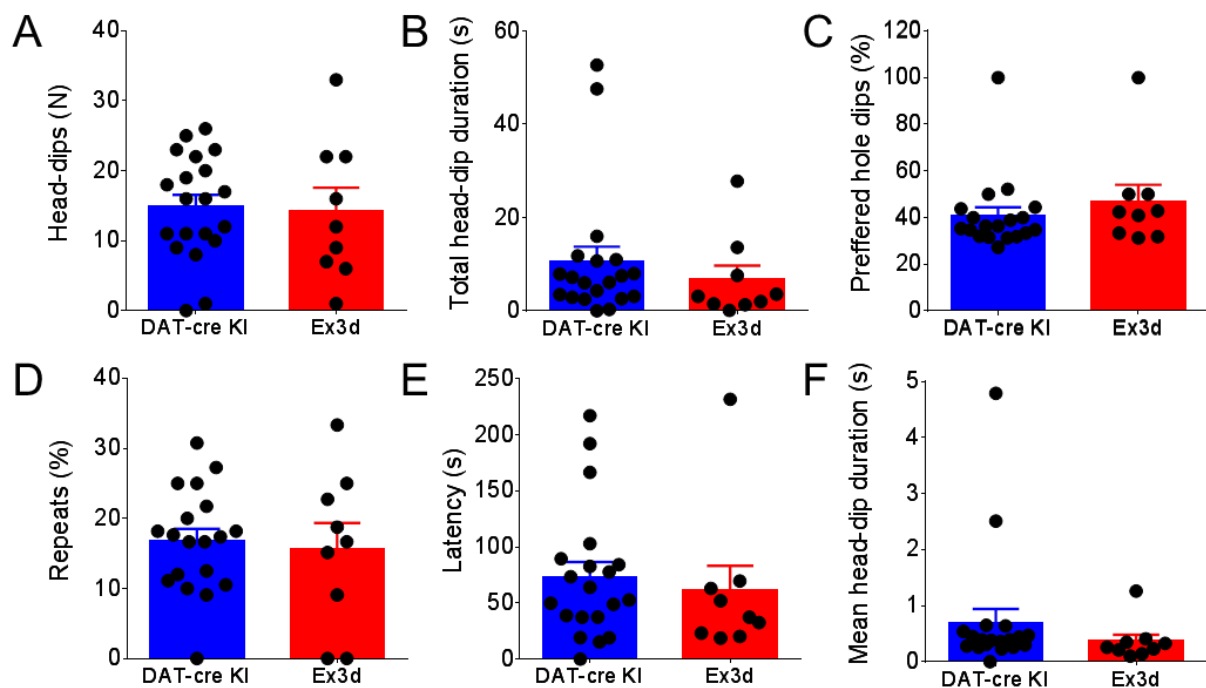 A
Head-dips (N)
40
30
20
10
0
DAT-cre KI
Ex3d
B
Total head-dip duration (s)
60
40
20
0
DAT-cre KI
Ex3d
C
Preffered hole dips (%)
120
100
80
60
40
20
0
DAT-cre KI
Ex3d
D
Repeats (%)
40
30
20
10
0
DAT-cre KI
Ex3d
E
Latency (s)
250
200
150
100
50
0
DAT-cre KI
Ex3d
F
Mean head-dip duration (s)
5
4
3
2
1
0
DAT-cre KI
Ex3d